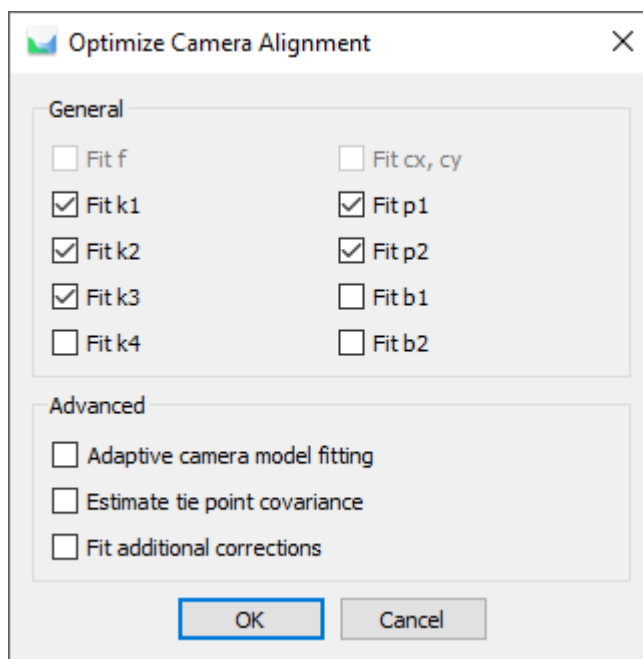 Optimize Camera Alignment
General
Fit f
Fit cx, cy
Fit k1
Fit p1
Fit k2
Fit p2
Fit k3
Fit b1
Fit k4
Fit b2
Advanced
Adaptive camera model fitting
Estimate tie point covariance
Fit additional corrections
OK
Cancel